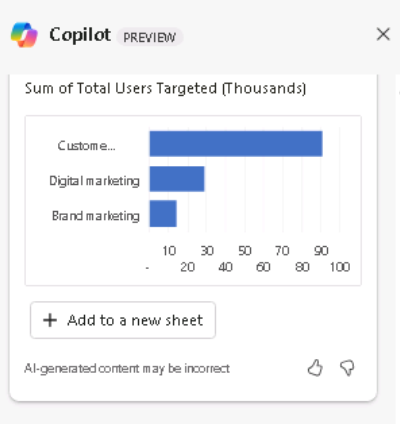 Copilot PREVIEW
Sum of Total Users Targeted (Thousands)
Custome...
Digital marketing
Brand marketing
10 30 50 70 90
- 20 40 60 80 100
+ Add to a new sheet
AI-generated content may be incorrect